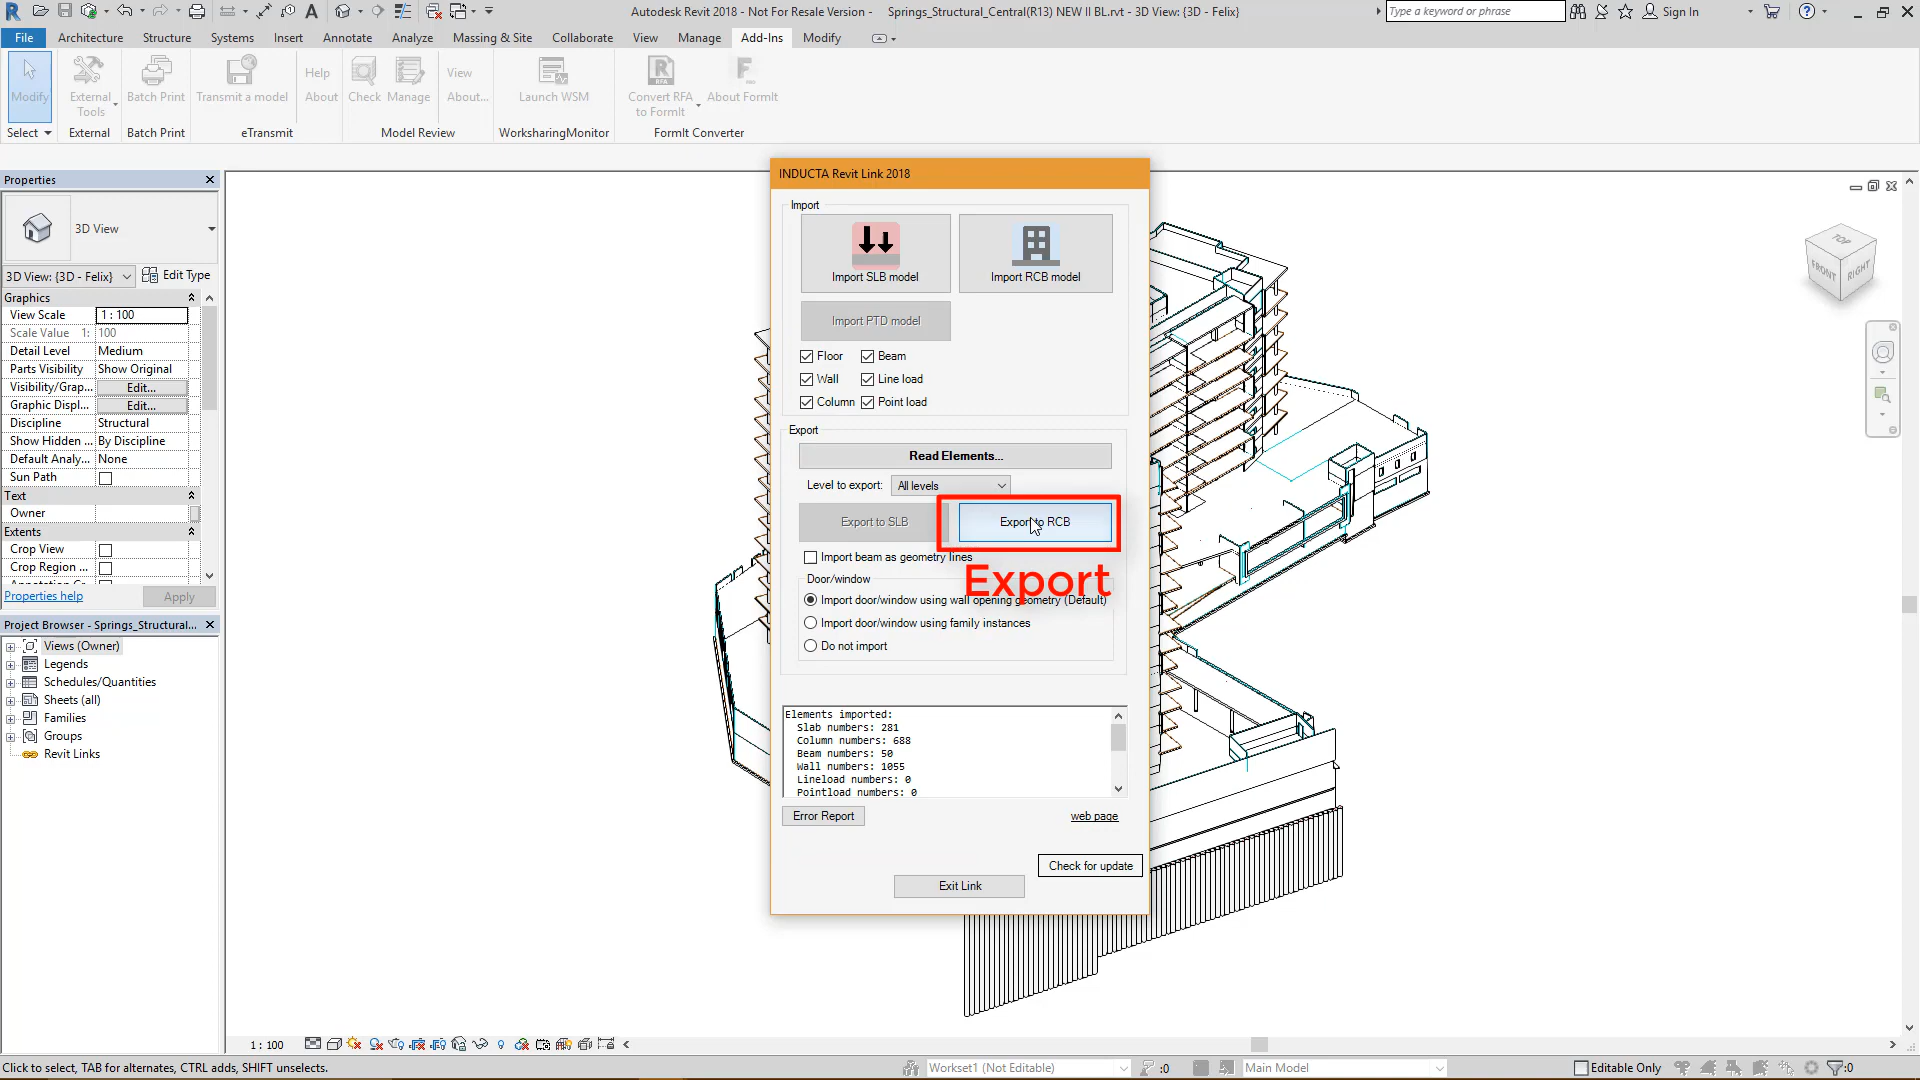 Autodesk Revit 2018 - Not For Resale Version - Springs_Structural_Central(R13) NEW II BL.rvt - 3D View: {3D - Felix}
Type a keyword or phrase
Sign In
File Architecture Structure Systems Insert Annotate Analyze Massing & Site Collaborate View Manage Add-Ins Modify
Modify
External Tools
Batch Print
Transmit a model
Help
About
Check
Manage
View
About...
Launch WSM
Convert RFA to FormIt
About FormIt
Select External Batch Print eTransmit Model Review WorksharingMonitor FormIt Converter
Properties
3D View
3D View: {3D - Felix} Edit Type
Graphics
View Scale 1 : 100
Scale Value 1: 100
Detail Level Medium
Parts Visibility Show Original
Visibility/Grap... Edit...
Graphic Displ... Edit...
Discipline Structural
Show Hidden ... By Discipline
Default Analy... None
Sun Path
Text
Owner
Extents
Crop View
Crop Region ...
Properties help Apply
Project Browser - Springs_Structural...
Views (Owner)
Legends
Schedules/Quantities
Sheets (all)
Families
Groups
Revit Links
INDUCTA Revit Link 2018
Import
Import SLB model Import RCB model
Import PTD model
Floor Beam
Wall Line load
Column Point load
Export
Read Elements...
Level to export: All levels
Export to SLB Export to RCB
Import beam as geometry lines
Export
Door/window
Import door/window using wall opening geometry (Default)
Import door/window using family instances
Do not import
Elements imported:
Slab numbers: 281
Column numbers: 688
Beam numbers: 50
Wall numbers: 1055
Lineload numbers: 0
Pointload numbers: 0
Error Report web page
Check for update
Exit Link
TOP
FRONT RIGHT
1 : 100
Click to select, TAB for alternates, CTRL adds, SHIFT unselects.
Workset1 (Not Editable) :0 Main Model Editable Only :0